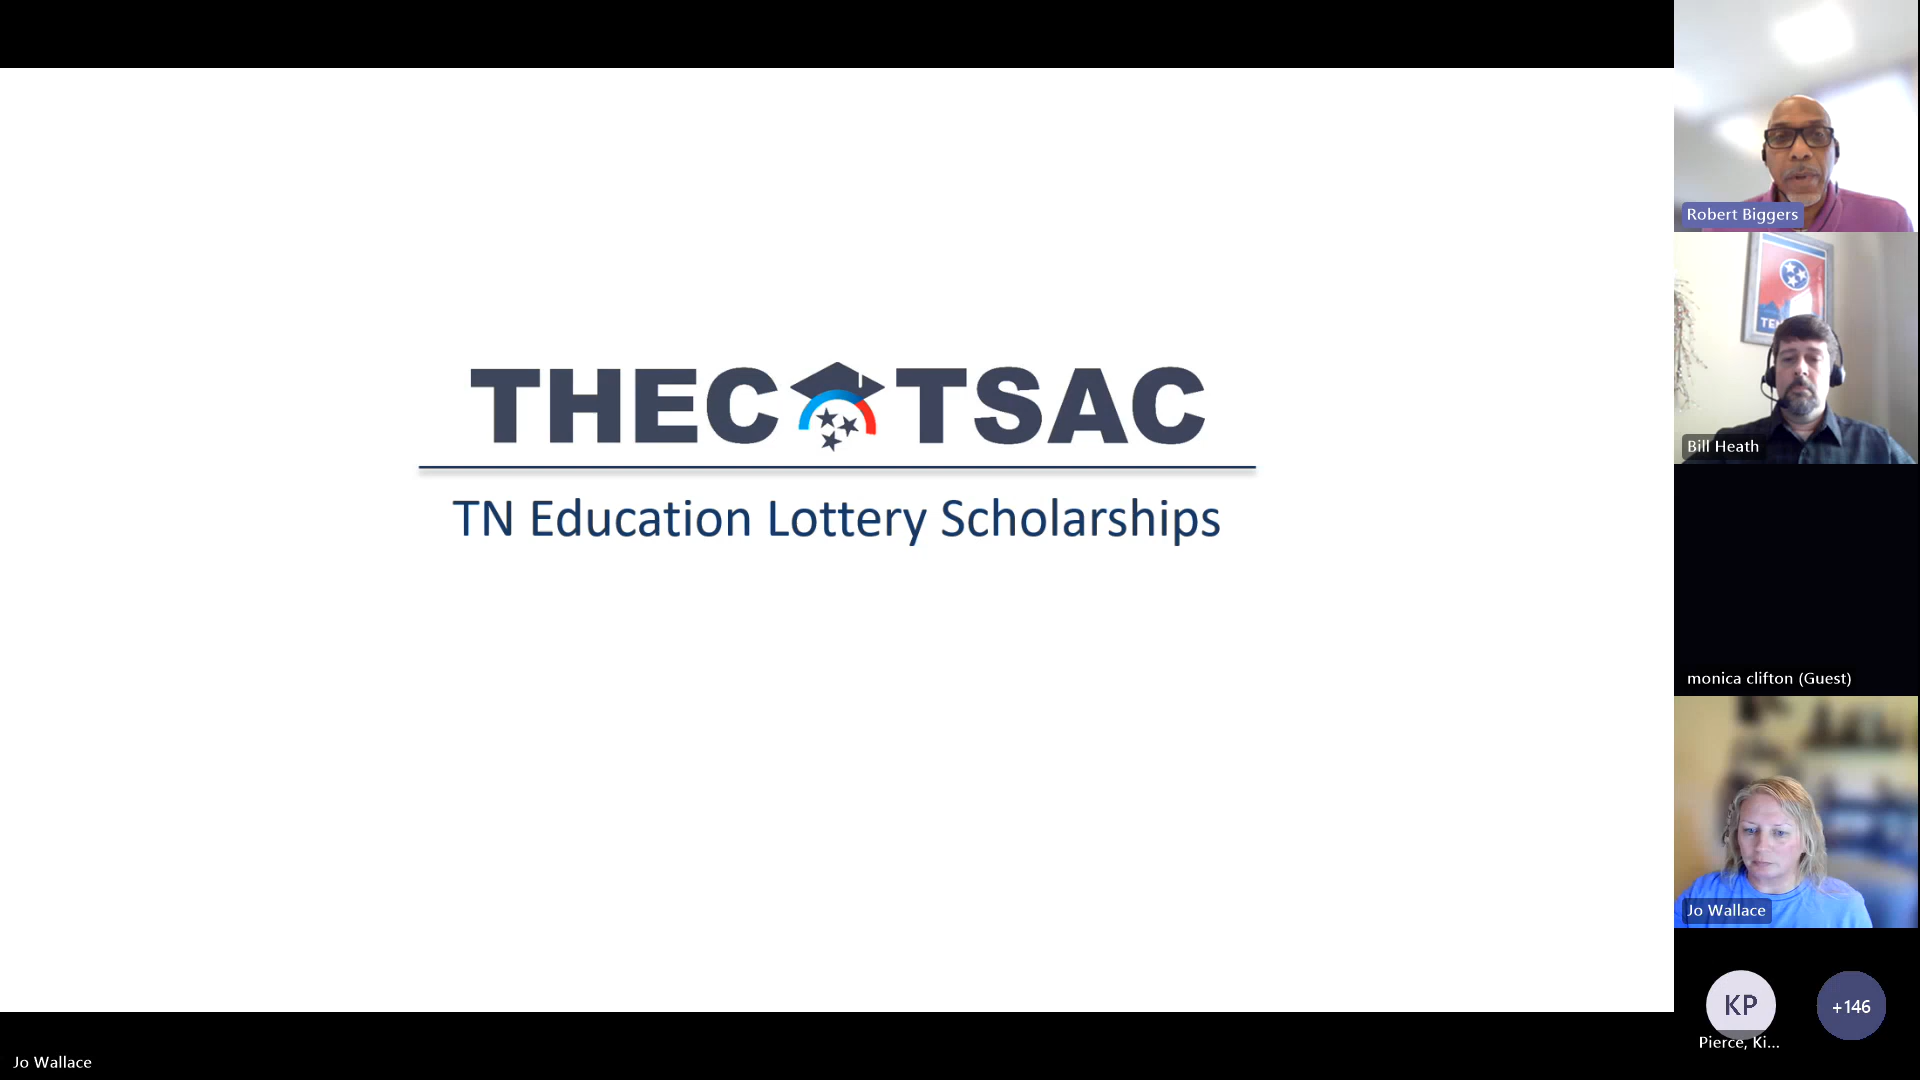 THEC TSAC
TN Education Lottery Scholarships
Robert Biggers
TE
Bill Heath
monica clifton (Guest)
Jo Wallace
KP
+146
Pierce, Ki...
Jo Wallace